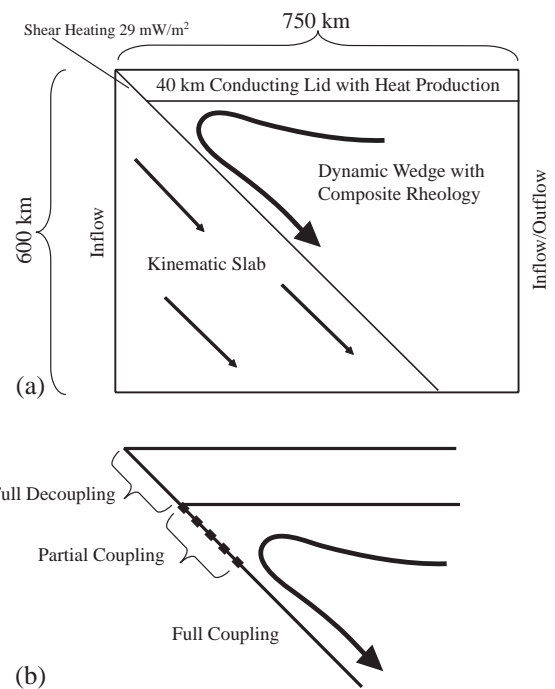 750 km
Shear Heating 29 mW/m²
40 km Conducting Lid with Heat Production
Dynamic Wedge with
Composite Rheology
600 km
Inflow
Inflow/Outflow
Kinematic Slab
(a)
Full Decoupling
Partial Coupling
Full Coupling
(b)